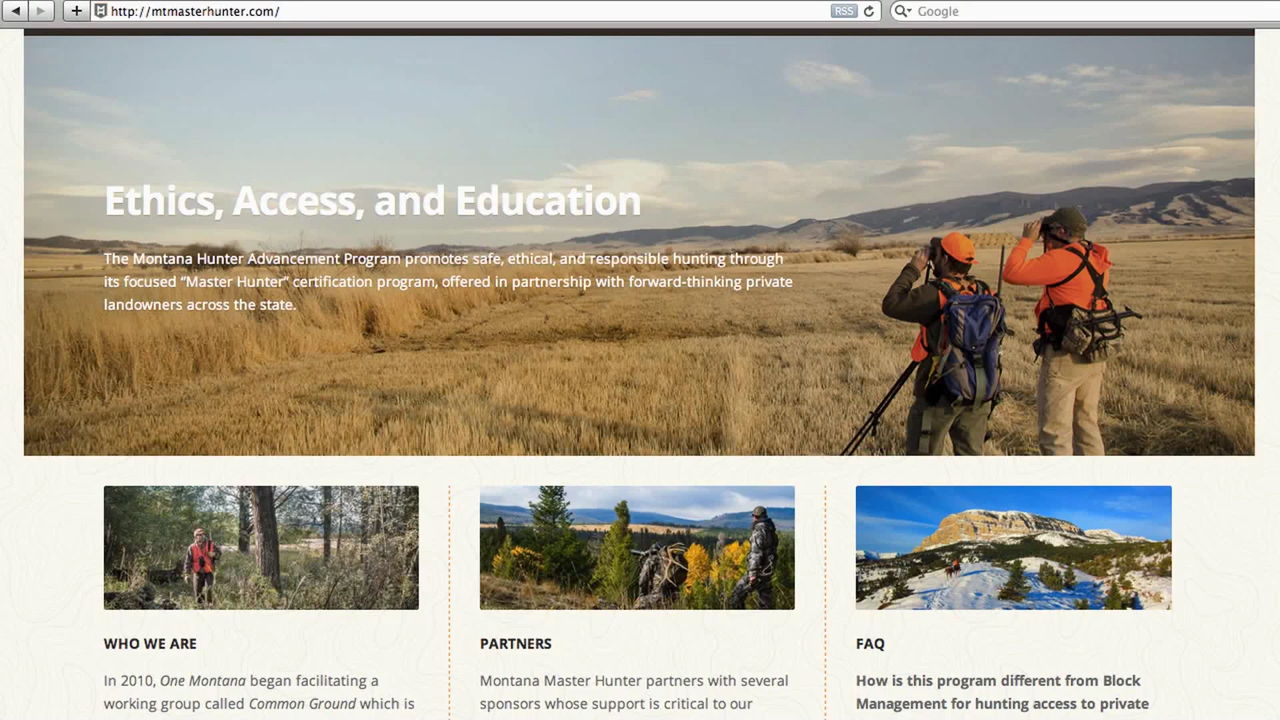 http://mtmasterhunter.com/
RSS
Google
Ethics, Access, and Education
The Montana Hunter Advancement Program promotes safe, ethical, and responsible hunting through
its focused “Master Hunter” certification program, offered in partnership with forward-thinking private
landowners across the state.
WHO WE ARE
In 2010, One Montana began facilitating a
working group called Common Ground which is
PARTNERS
Montana Master Hunter partners with several
sponsors whose support is critical to our
FAQ
How is this program different from Block
Management for hunting access to private